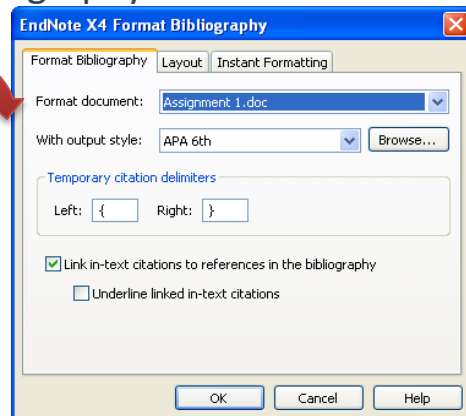 EndNote X4 Format Bibliography
Format Bibliography Layout Instant Formatting
Format document: Assignment 1.doc
With output style: APA 6th Browse...
Temporary citation delimiters
Left: { Right: }
Link in-text citations to references in the bibliography
Underline linked in-text citations
OK Cancel Help